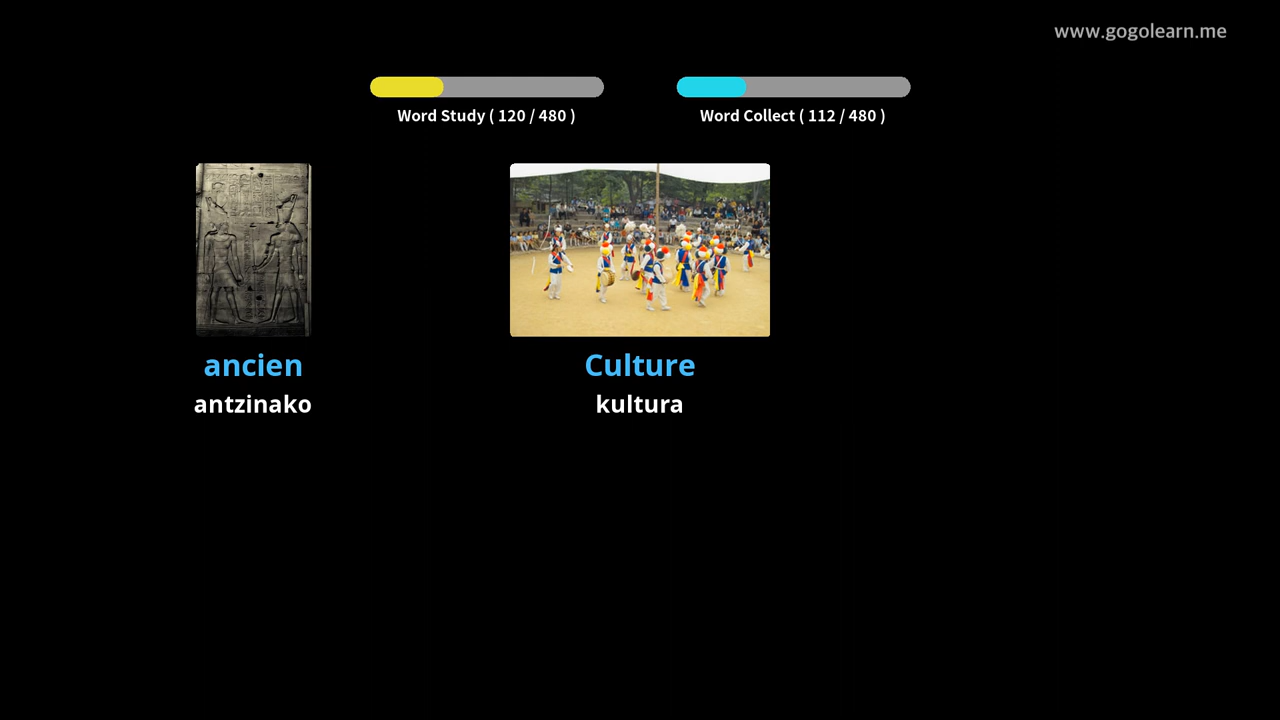 www.gogolearn.me
Word Study ( 120 / 480 )
Word Collect ( 112 / 480 )
ancien
antzinako
Culture
kultura